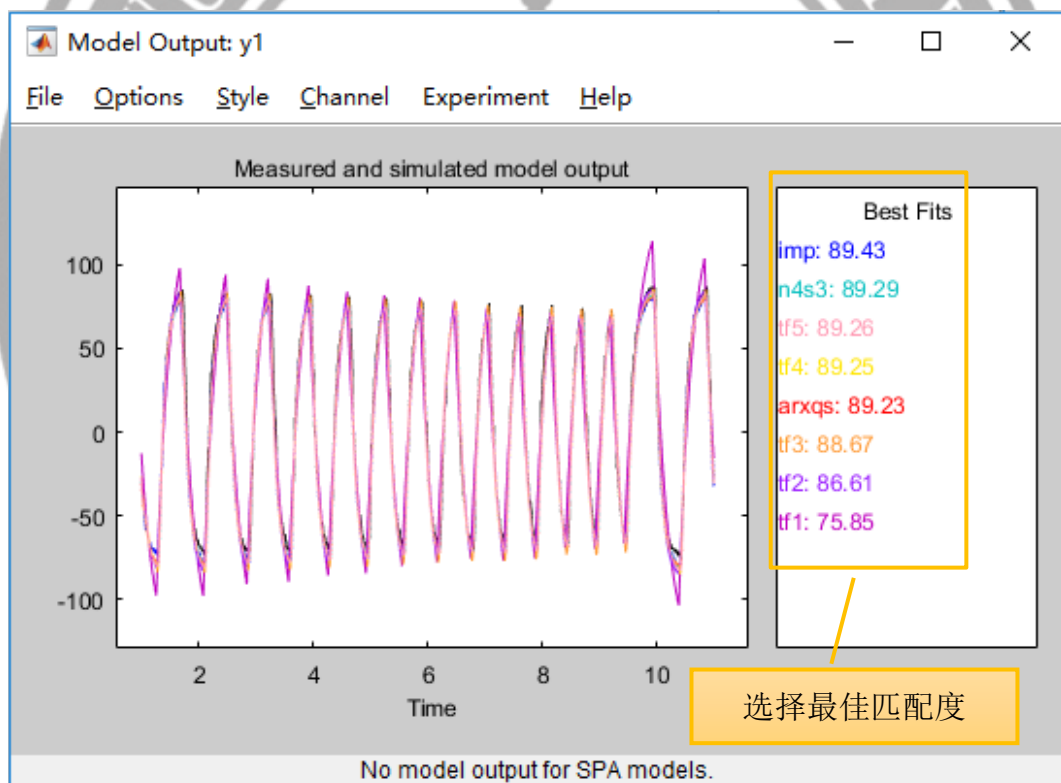 Model Output: y1
File Options Style Channel Experiment Help
Measured and simulated model output
100
50
0
-50
-100
2 4 6 8 10
Time
Best Fits
imp: 89.43
n4s3: 89.29
tf5: 89.26
tf4: 89.25
arxqs: 89.23
tf3: 88.67
tf2: 86.61
tf1: 75.85
选择最佳匹配度
No model output for SPA models.